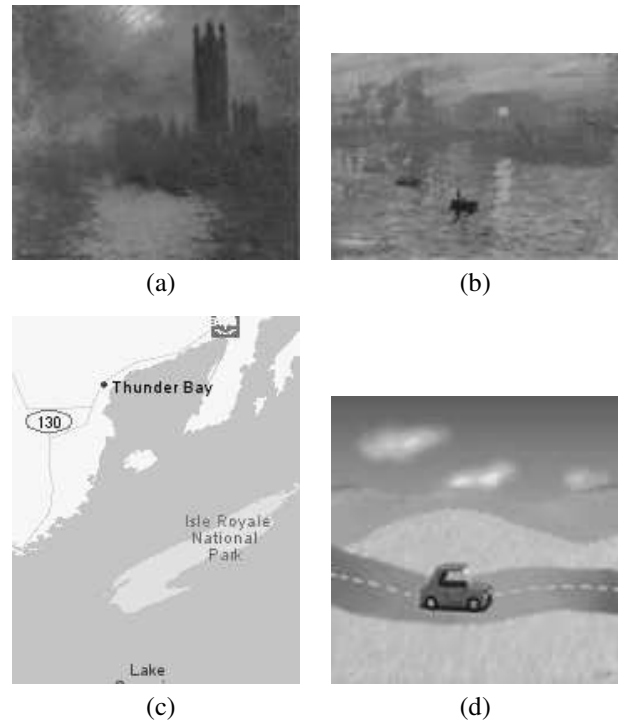 (a)
(b)
Thunder Bay
130
Isle Royale
National
Park
Lake
(c)
(d)